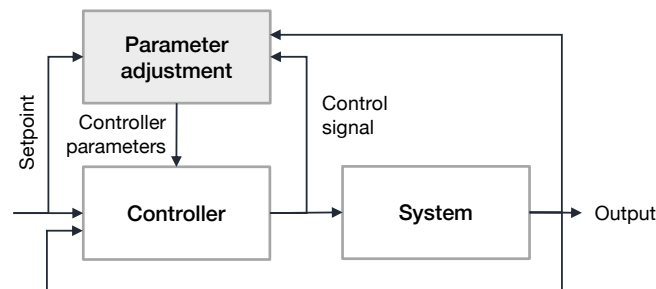 Parameter
adjustment
Setpoint
Controller
parameters
Control
signal
Controller
System
Output